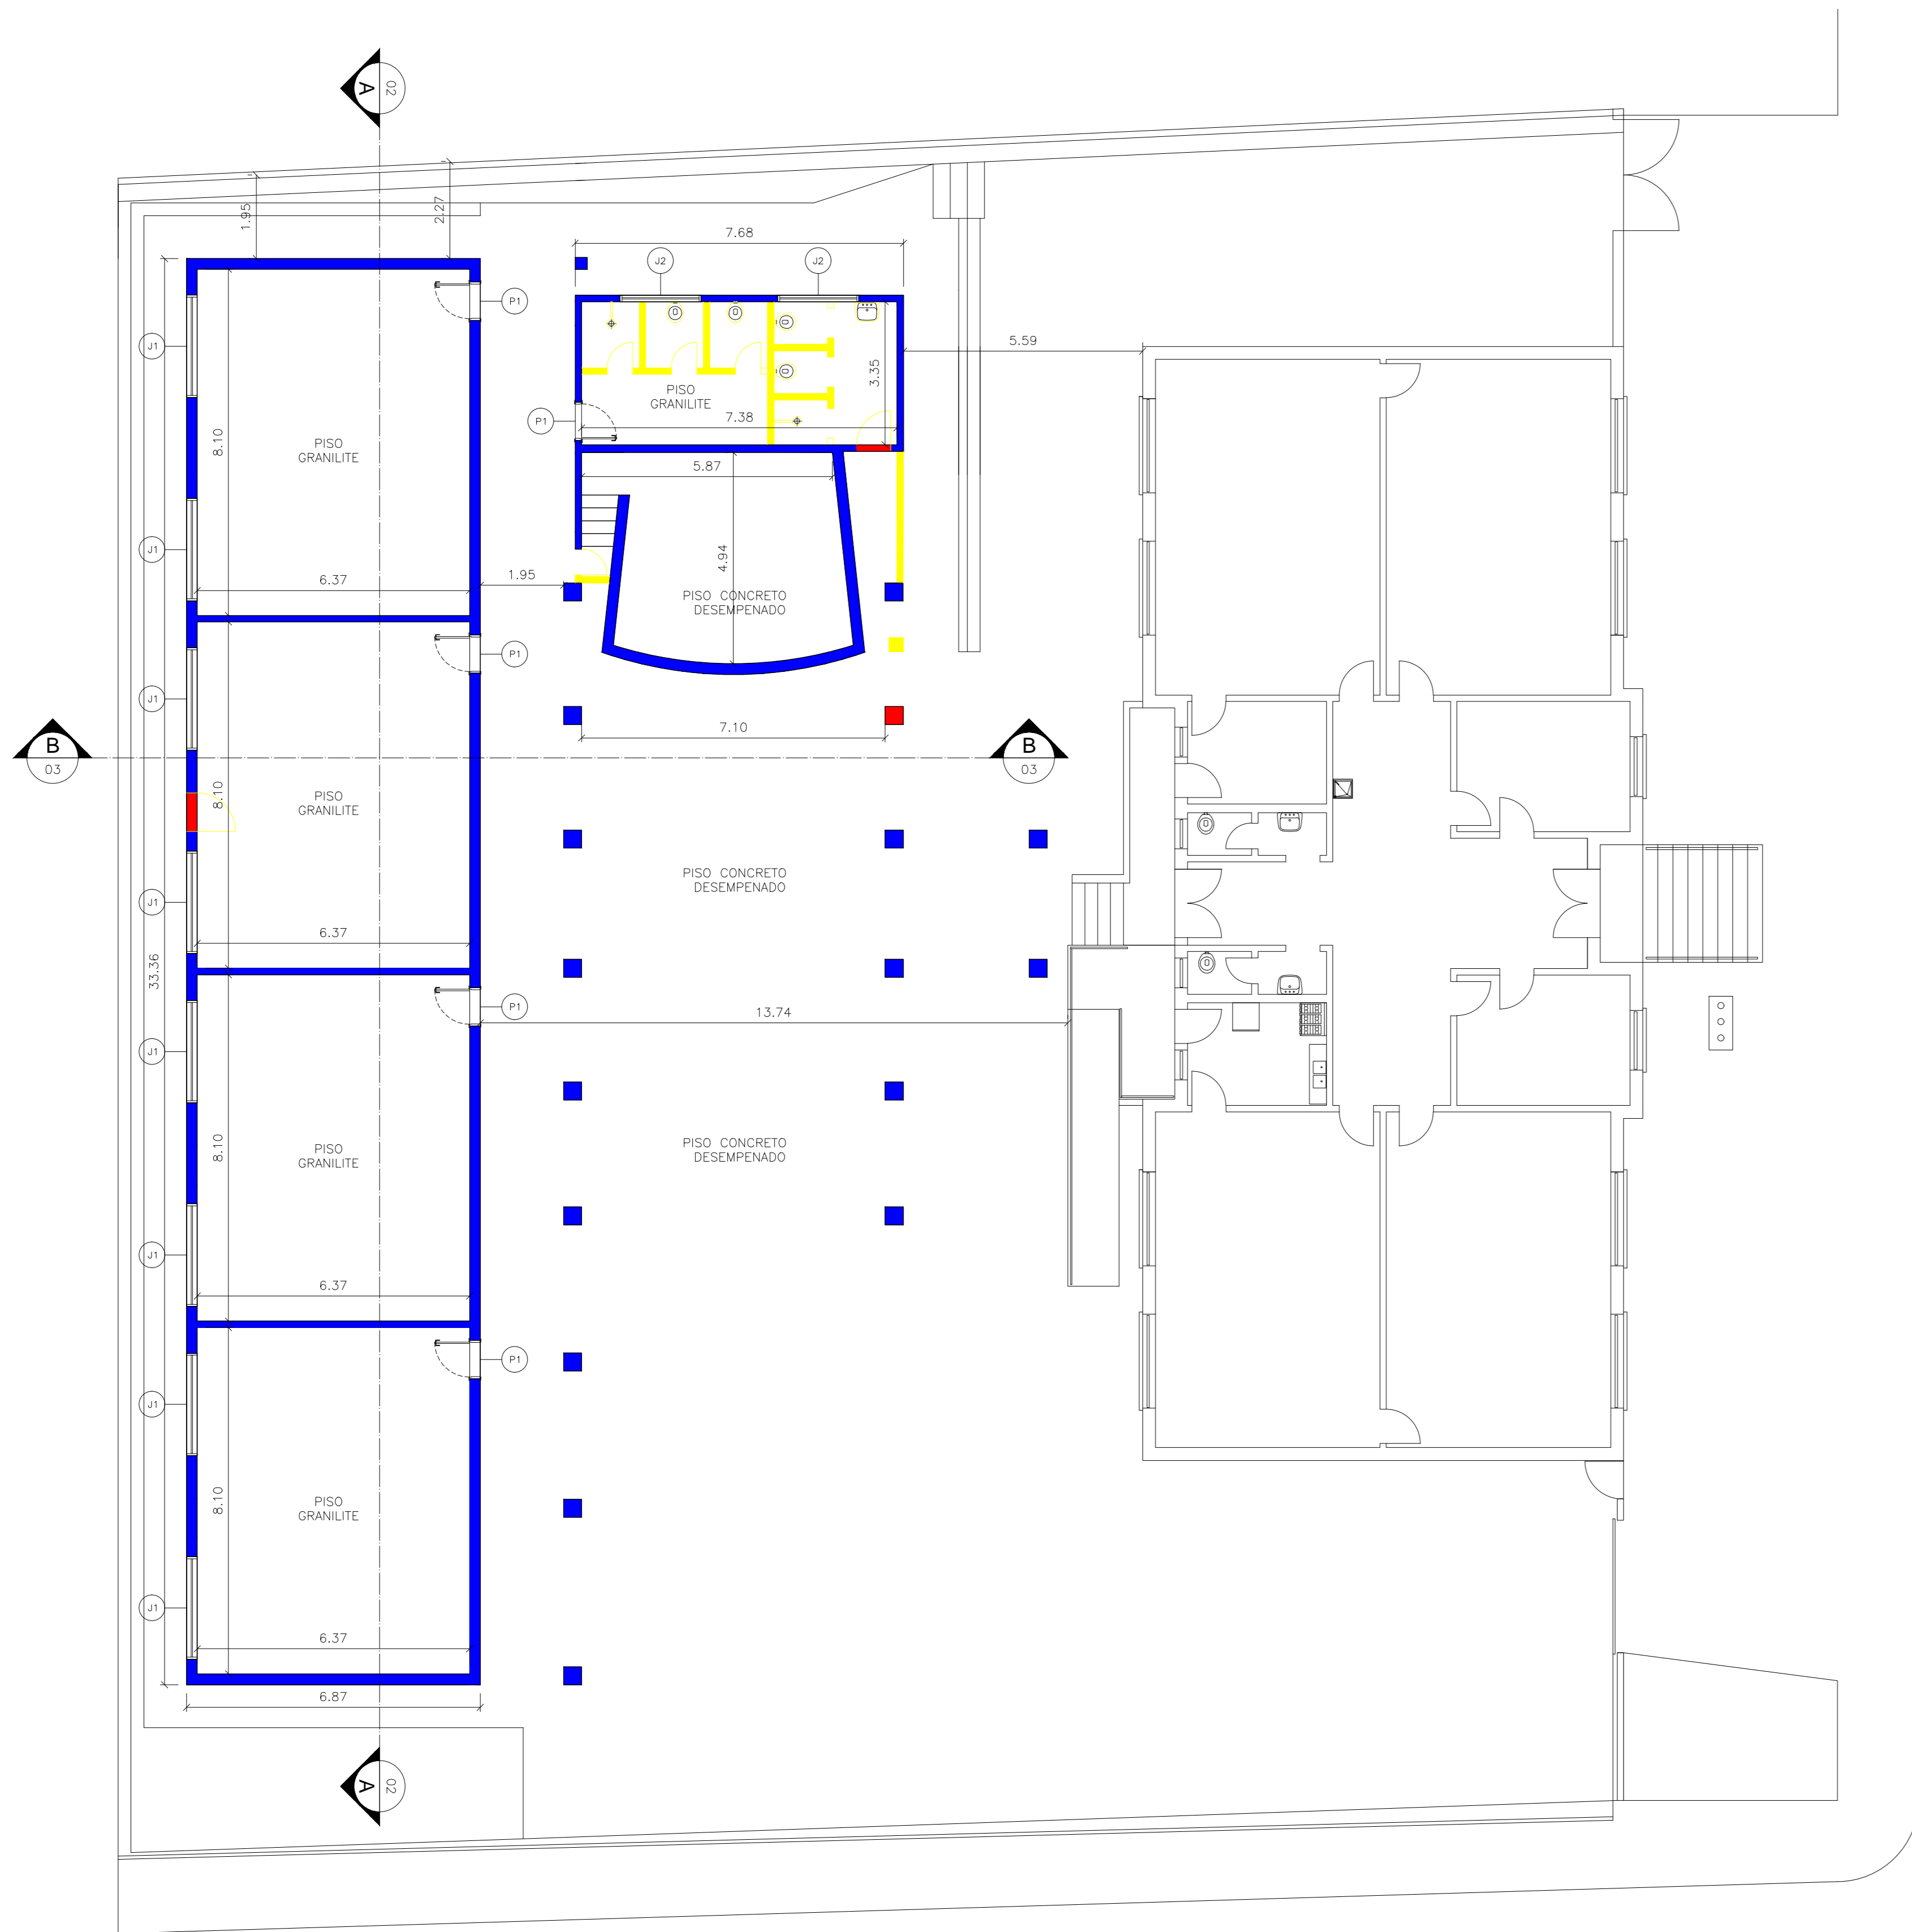 A
02
1.95
2.27
7.68
J2
J2
P1
J1
5.59
8.10
PISO
GRANILITE
P1
PISO
GRANILITE
3.35
7.38
5.87
J1
4.94
6.37
1.95
PISO CONCRETO
DESEMPENADO
P1
J1
7.10
B
03
B
03
8.10
PISO
GRANILITE
PISO CONCRETO
DESEMPENADO
J1
6.37
33.36
P1
13.74
J1
8.10
PISO
GRANILITE
PISO CONCRETO
DESEMPENADO
J1
6.37
P1
J1
8.10
PISO
GRANILITE
J1
6.37
6.87
A
02